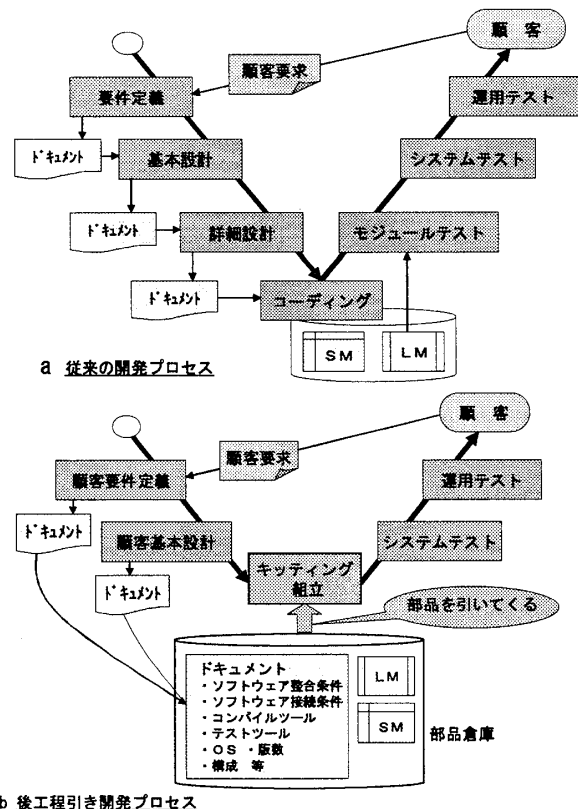 顧 客
顧客要求
要件定義
運用テスト
ドキュメント
基本設計
システムテスト
ドキュメント
詳細設計
モジュールテスト
ドキュメント
コーディング
SM
LM
a 従来の開発プロセス
顧 客
顧客要求
顧客要件定義
運用テスト
ドキュメント
顧客基本設計
システムテスト
キッティング
組立
ドキュメント
部品を引いてくる
ドキュメント
・ソフトウェア整合条件
・ソフトウェア接続条件
・コンパイルツール
・テストツール
・OS ・版数
・構成 等
LM
SM
部品倉庫
b 後工程引き開発プロセス